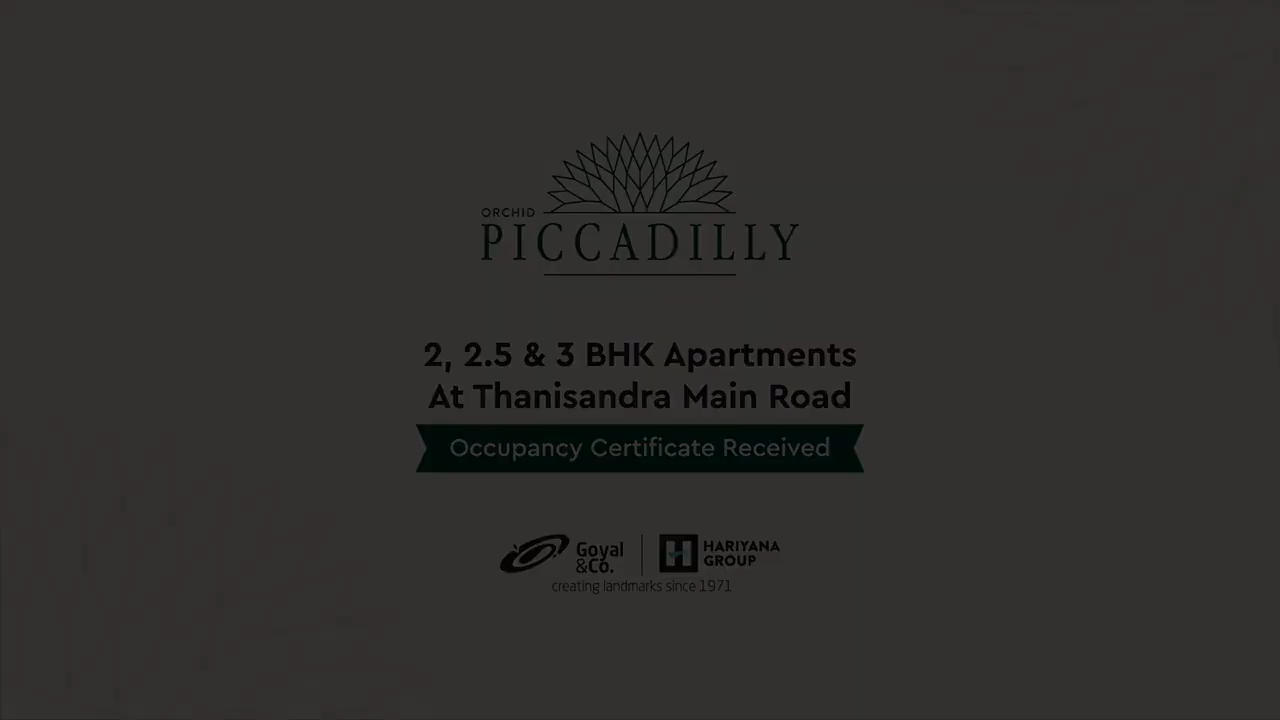 ORCHID
PICCADILLY
2, 2.5 & 3 BHK Apartments
At Thanisandra Main Road
Occupancy Certificate Received
Goyal
&Co.
HARIYANA
GROUP
creating landmarks since 1971